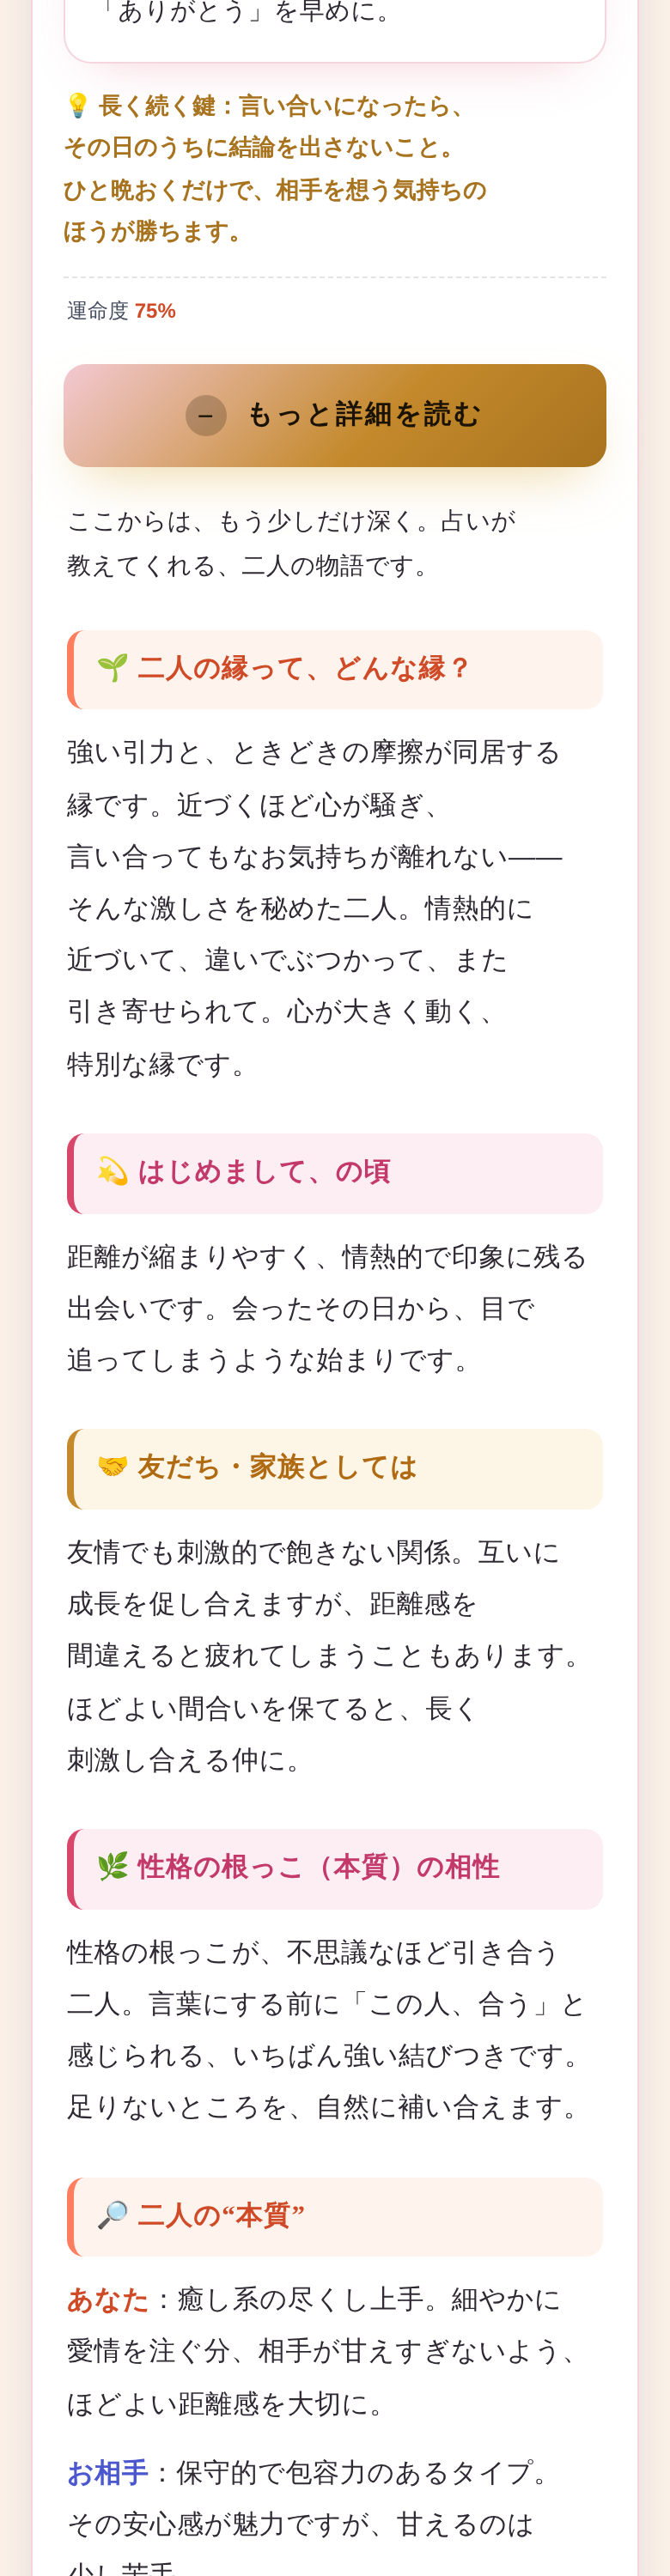 「ありがとう」を早めに。
💡 長く続く鍵：言い合いになったら、
その日のうちに結論を出さないこと。
ひと晩おくだけで、相手を想う気持ちの
ほうが勝ちます。
運命度 75%
− もっと詳細を読む
ここからは、もう少しだけ深く。占いが
教えてくれる、二人の物語です。
🌱 二人の縁って、どんな縁？
強い引力と、ときどきの摩擦が同居する
縁です。近づくほど心が騒ぎ、
言い合ってもなお気持ちが離れない――
そんな激しさを秘めた二人。情熱的に
近づいて、違いでぶつかって、また
引き寄せられて。心が大きく動く、
特別な縁です。
💫 はじめまして、の頃
距離が縮まりやすく、情熱的で印象に残る
出会いです。会ったその日から、目で
追ってしまうような始まりです。
🤝 友だち・家族としては
友情でも刺激的で飽きない関係。互いに
成長を促し合えますが、距離感を
間違えると疲れてしまうこともあります。
ほどよい間合いを保てると、長く
刺激し合える仲に。
🌿 性格の根っこ（本質）の相性
性格の根っこが、不思議なほど引き合う
二人。言葉にする前に「この人、合う」と
感じられる、いちばん強い結びつきです。
足りないところを、自然に補い合えます。
🔎 二人の“本質”
あなた：癒し系の尽くし上手。細やかに
愛情を注ぐ分、相手が甘えすぎないよう、
ほどよい距離感を大切に。
お相手：保守的で包容力のあるタイプ。
その安心感が魅力ですが、甘えるのは
少し苦手